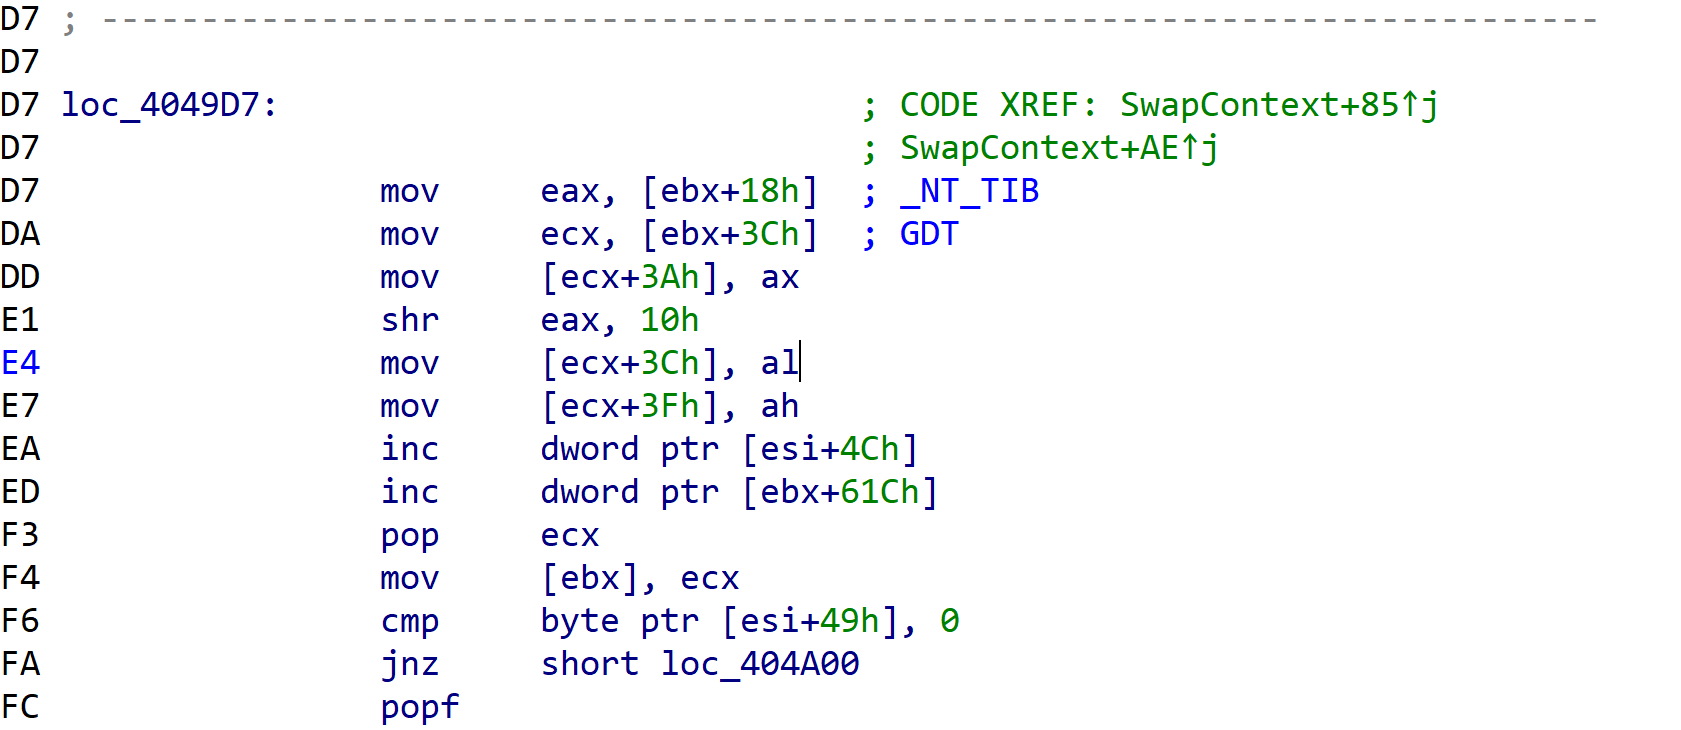 D7 ; ---------------------------------------------------------------------------
D7
D7 loc_4049D7: ; CODE XREF: SwapContext+85↑j
D7 ; SwapContext+AE↑j
D7 mov eax, [ebx+18h] ; _NT_TIB
DA mov ecx, [ebx+3Ch] ; GDT
DD mov [ecx+3Ah], ax
E1 shr eax, 10h
E4 mov [ecx+3Ch], al
E7 mov [ecx+3Fh], ah
EA inc dword ptr [esi+4Ch]
ED inc dword ptr [ebx+61Ch]
F3 pop ecx
F4 mov [ebx], ecx
F6 cmp byte ptr [esi+49h], 0
FA jnz short loc_404A00
FC popf